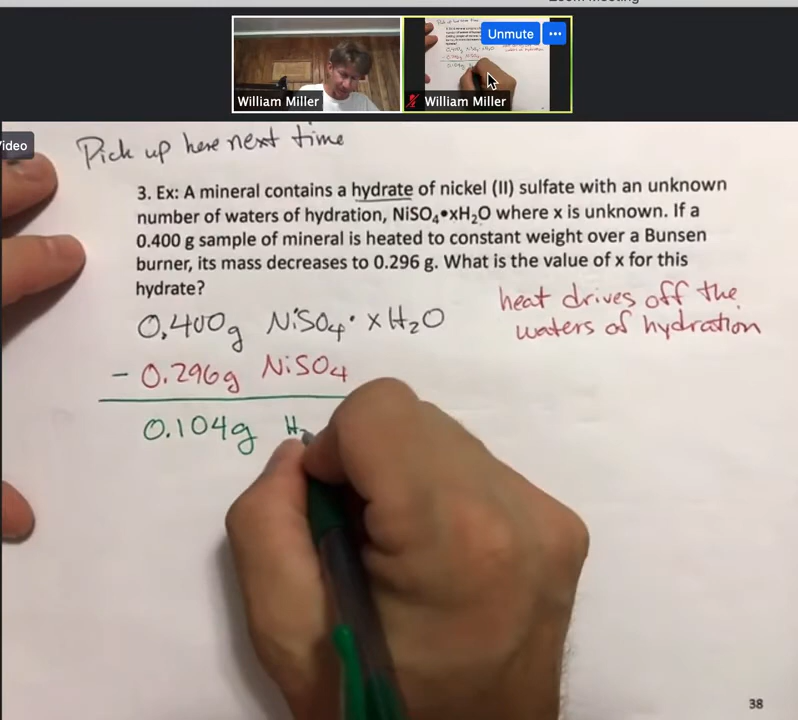 Zoom Meeting
Unmute ...
William Miller
William Miller
Video
Pick up here next time
3. Ex: A mineral contains a hydrate of nickel (II) sulfate with an unknown
number of waters of hydration, NiSO₄•xH₂O where x is unknown. If a
0.400 g sample of mineral is heated to constant weight over a Bunsen
burner, its mass decreases to 0.296 g. What is the value of x for this
hydrate?
heat drives off the
waters of hydration
0.400g NiSO₄ · xH₂O
- 0.296g NiSO₄
0.104g H₂
38